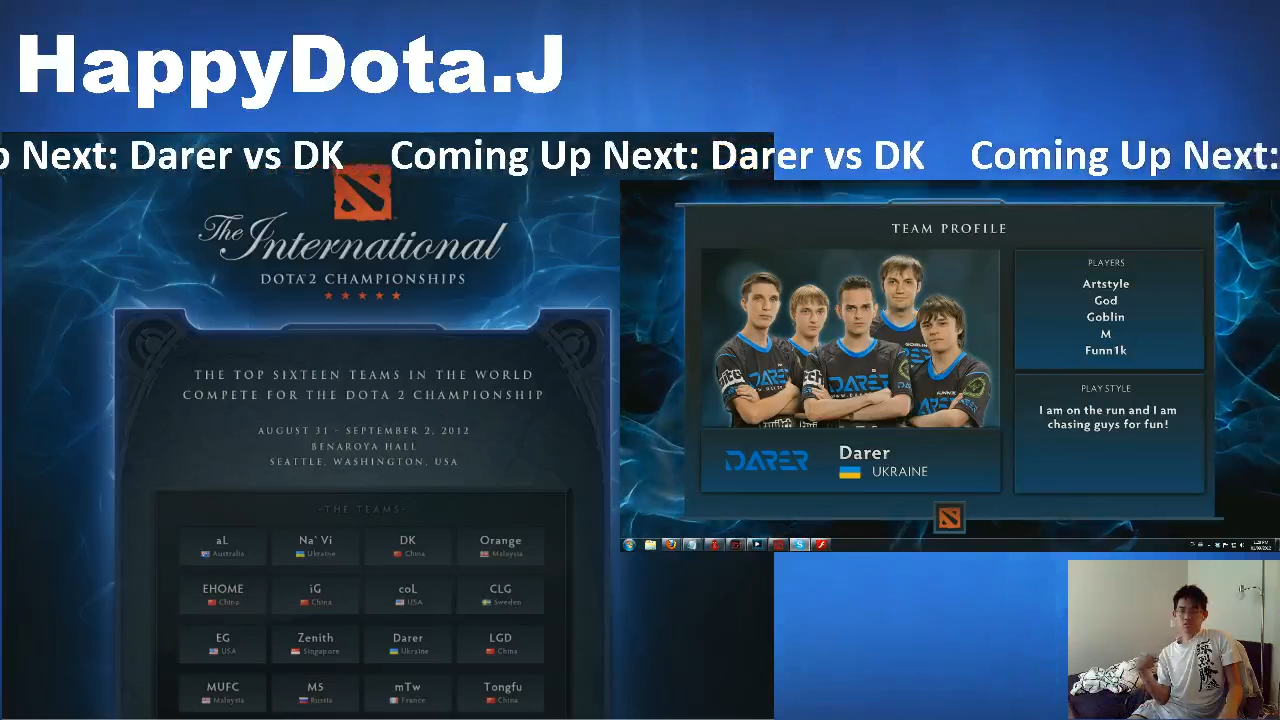 HappyDota.J
Next: Darer vs DK Coming Up Next: Darer vs DK Coming Up Next:
The International
DOTA 2 CHAMPIONSHIPS
THE TOP SIXTEEN TEAMS IN THE WORLD
COMPETE FOR THE DOTA 2 CHAMPIONSHIP
AUGUST 31 - SEPTEMBER 2, 2012
BENAROYA HALL
SEATTLE, WASHINGTON, USA
-THE TEAMS-
aL Na`Vi DK Orange
Australia Ukraine China Malaysia
EHOME iG coL CLG
China China USA Sweden
EG Zenith Darer LGD
USA Singapore Ukraine China
MUFC M5 mTw Tongfu
Malaysia Russia France China
TEAM PROFILE
DARER
Darer
UKRAINE
PLAYERS
Artstyle
God
Goblin
M
Funn1k
PLAY STYLE
I am on the run and I am
chasing guys for fun!